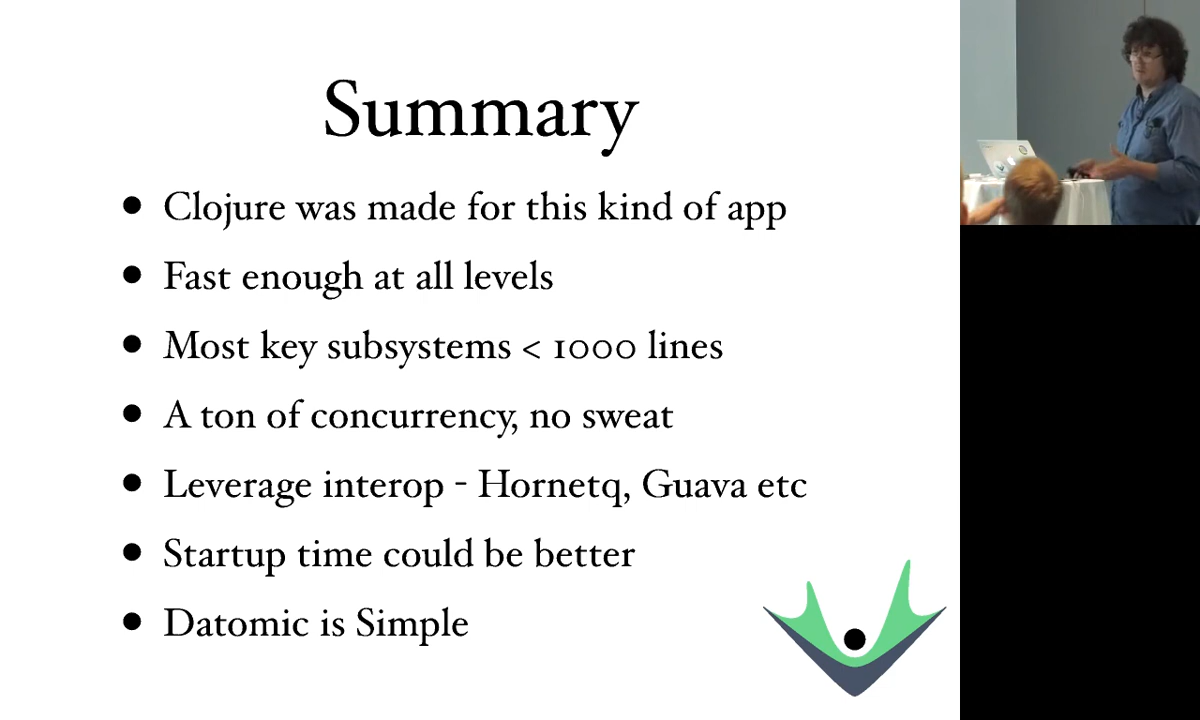 Summary
• Clojure was made for this kind of app
• Fast enough at all levels
• Most key subsystems < 1000 lines
• A ton of concurrency, no sweat
• Leverage interop - Hornetq, Guava etc
• Startup time could be better
• Datomic is Simple